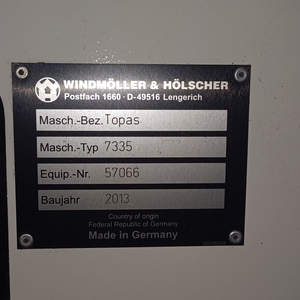 WINDMÖLLER & HÖLSCHER
Postfach 1660 · D-49516 Lengerich
Masch.-Bez. Topas
Masch.-Typ 7335
Equip.-Nr. 57066
Baujahr 2013
Country of origin
Federal Republic of Germany
Made in Germany